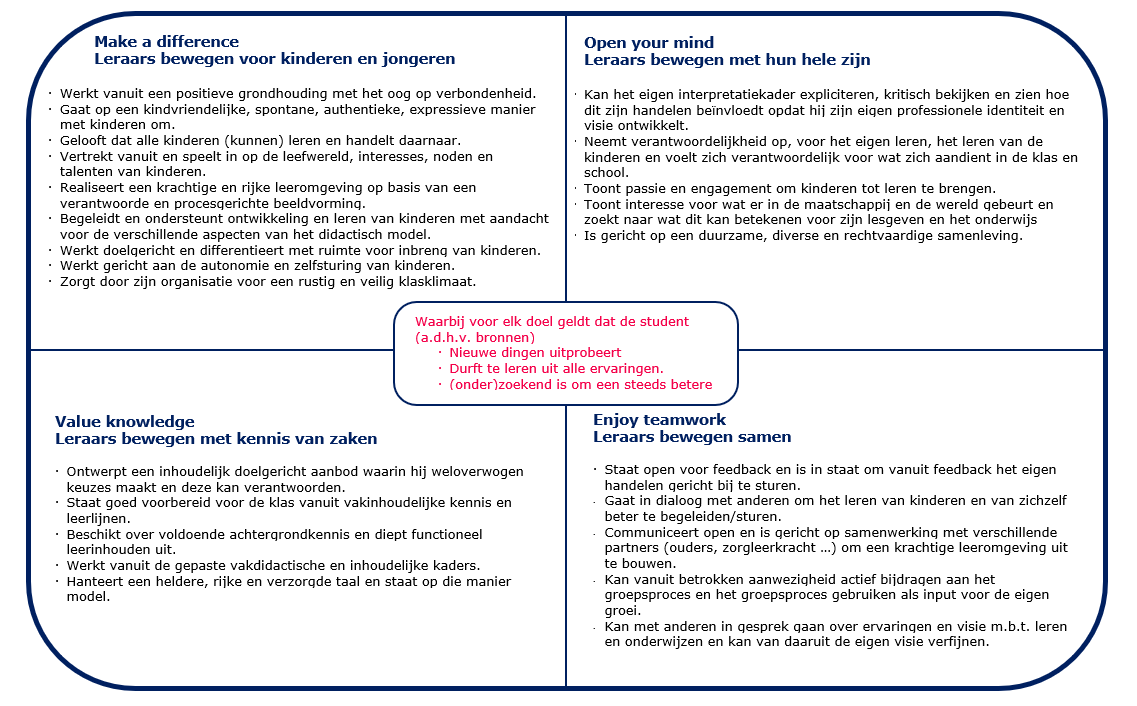 Make a difference
Leraars bewegen voor kinderen en jongeren
· Werkt vanuit een positieve grondhouding met het oog op verbondenheid.
· Gaat op een kindvriendelijke, spontane, authentieke, expressieve manier
met kinderen om.
· Gelooft dat alle kinderen (kunnen) leren en handelt daarnaar.
· Vertrekt vanuit en speelt in op de leefwereld, interesses, noden en
talenten van kinderen.
· Realiseert een krachtige en rijke leeromgeving op basis van een
verantwoorde en procesgerichte beeldvorming.
· Begeleidt en ondersteunt ontwikkeling en leren van kinderen met aandacht
voor de verschillende aspecten van het didactisch model.
· Werkt doelgericht en differentieert met ruimte voor inbreng van kinderen.
· Werkt gericht aan de autonomie en zelfsturing van kinderen.
· Zorgt door zijn organisatie voor een rustig en veilig klasklimaat.
Open your mind
Leraars bewegen met hun hele zijn
· Kan het eigen interpretatiekader expliciteren, kritisch bekijken en zien hoe
dit zijn handelen beïnvloedt opdat hij zijn eigen professionele identiteit en
visie ontwikkelt.
· Neemt verantwoordelijkheid op, voor het eigen leren, het leren van de
kinderen en voelt zich verantwoordelijk voor wat zich aandient in de klas en
school.
· Toont passie en engagement om kinderen tot leren te brengen.
· Toont interesse voor wat er in de maatschappij en de wereld gebeurt en
zoekt naar wat dit kan betekenen voor zijn lesgeven en het onderwijs
· Is gericht op een duurzame, diverse en rechtvaardige samenleving.
Waarbij voor elk doel geldt dat de student
(a.d.h.v. bronnen)
· Nieuwe dingen uitprobeert
· Durft te leren uit alle ervaringen.
· (onder)zoekend is om een steeds betere
Value knowledge
Leraars bewegen met kennis van zaken
· Ontwerpt een inhoudelijk doelgericht aanbod waarin hij weloverwogen
keuzes maakt en deze kan verantwoorden.
· Staat goed voorbereid voor de klas vanuit vakinhoudelijke kennis en
leerlijnen.
· Beschikt over voldoende achtergrondkennis en diept functioneel
leerinhouden uit.
· Werkt vanuit de gepaste vakdidactische en inhoudelijke kaders.
· Hanteert een heldere, rijke en verzorgde taal en staat op die manier
model.
Enjoy teamwork
Leraars bewegen samen
· Staat open voor feedback en is in staat om vanuit feedback het eigen
handelen gericht bij te sturen.
· Gaat in dialoog met anderen om het leren van kinderen en van zichzelf
beter te begeleiden/sturen.
· Communiceert open en is gericht op samenwerking met verschillende
partners (ouders, zorgleerkracht …) om een krachtige leeromgeving uit
te bouwen.
· Kan vanuit betrokken aanwezigheid actief bijdragen aan het
groepsproces en het groepsproces gebruiken als input voor de eigen
groei.
· Kan met anderen in gesprek gaan over ervaringen en visie m.b.t. leren
en onderwijzen en kan van daaruit de eigen visie verfijnen.